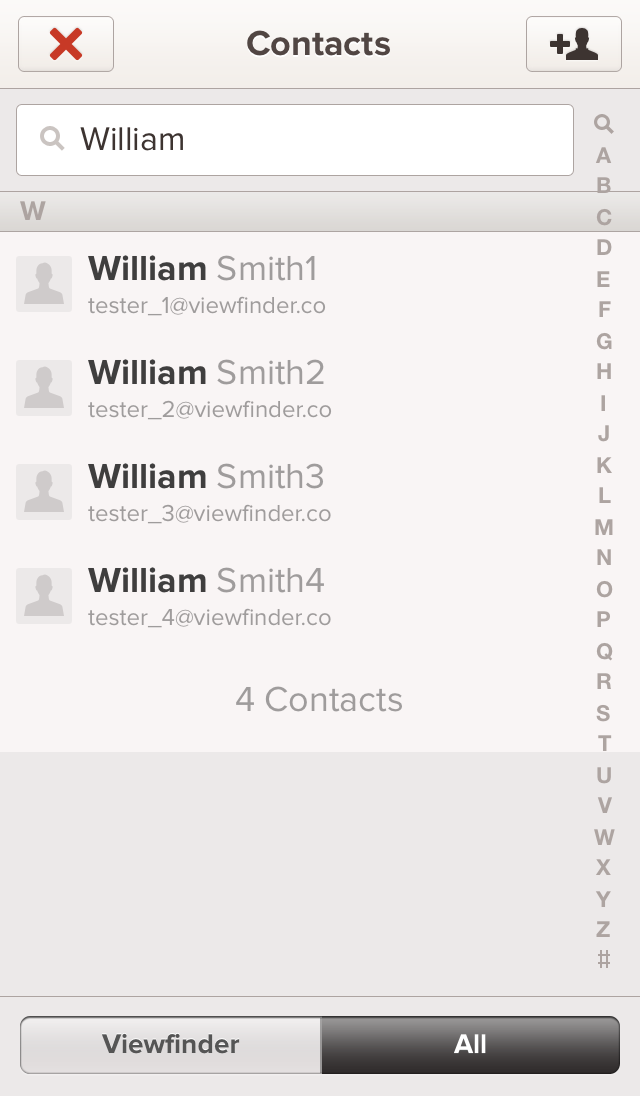 Contacts
William
W
William Smith1
tester_1@viewfinder.co
William Smith2
tester_2@viewfinder.co
William Smith3
tester_3@viewfinder.co
William Smith4
tester_4@viewfinder.co
4 Contacts
A
B
C
D
E
F
G
H
I
J
K
L
M
N
O
P
Q
R
S
T
U
V
W
X
Y
Z
#
Viewfinder All